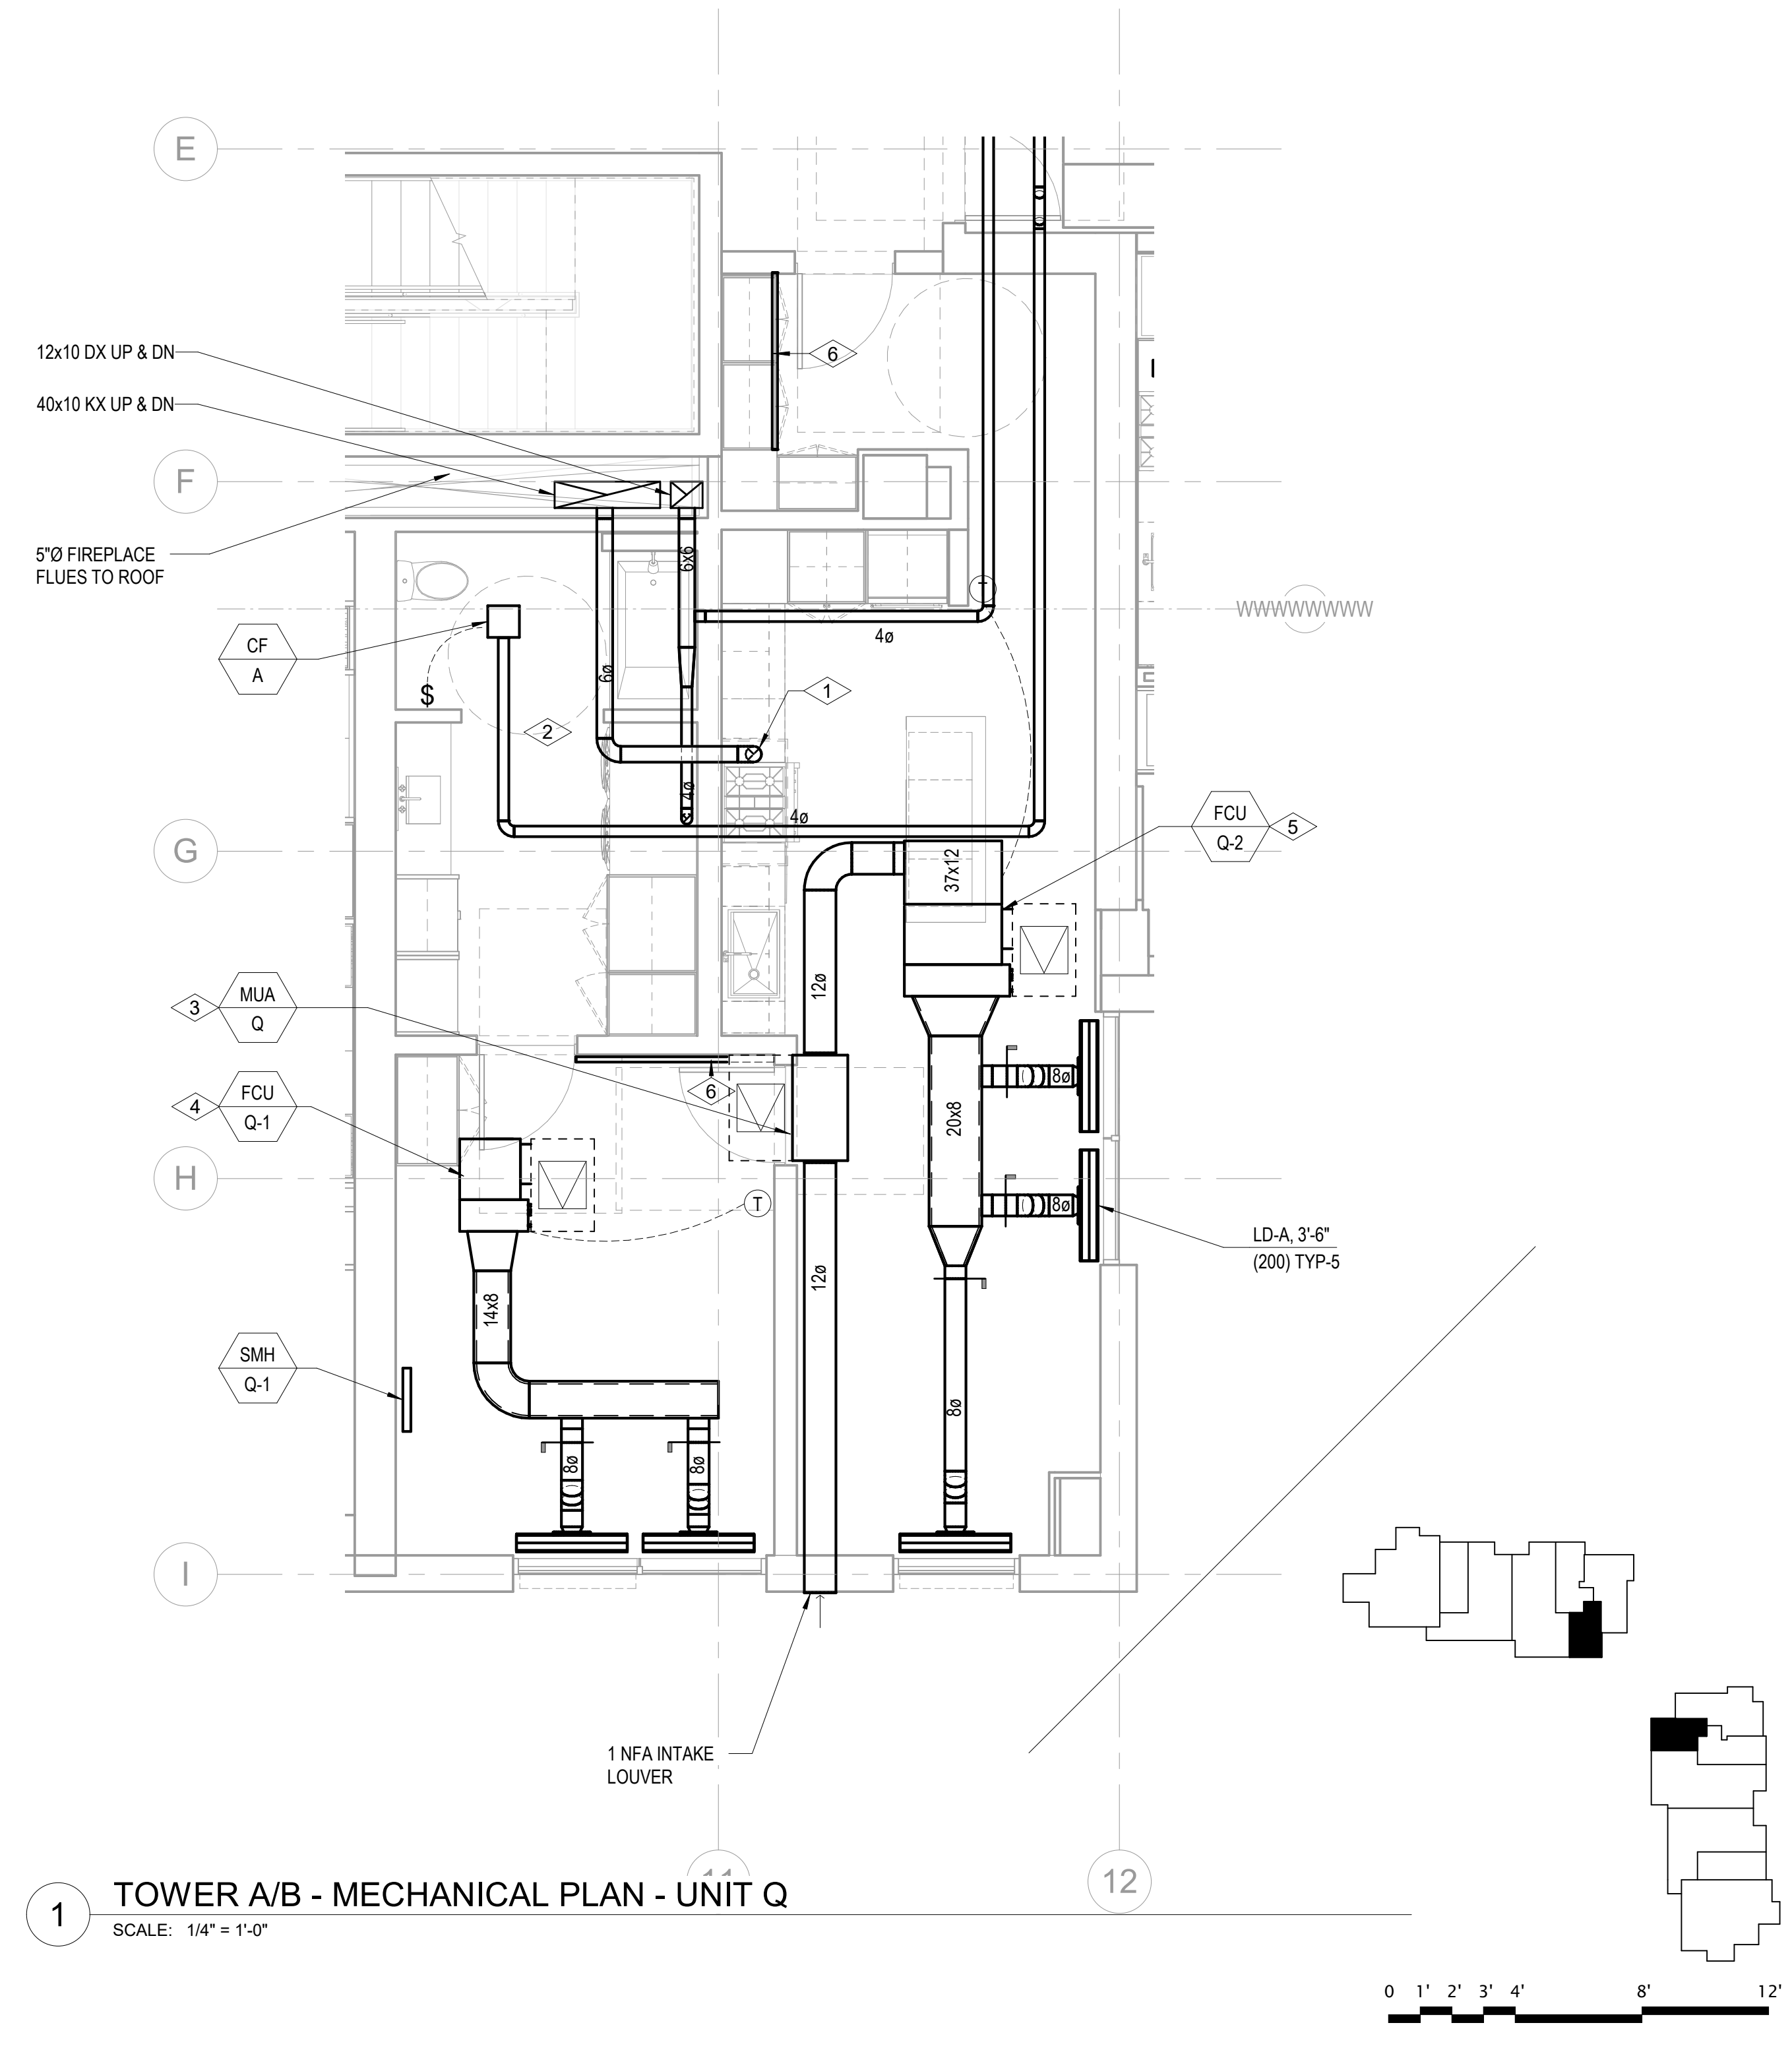 E
12x10 DX UP & DN
6
40x10 KX UP & DN
F
5"Ø FIREPLACE
FLUES TO ROOF
6x6
T
WWWWWWWW
4ø
CF
A
6ø
$
1
2
4ø
4ø
FCU
Q-2
5
G
37x12
3
MUA
Q
12ø
8ø
6
4
FCU
Q-1
20x8
H
T
8ø
LD-A, 3'-6"
(200) TYP-5
12ø
14x8
SMH
Q-1
8ø
8ø
8ø
I
1 NFA INTAKE
LOUVER
11
12
1
TOWER A/B - MECHANICAL PLAN - UNIT Q
SCALE: 1/4" = 1'-0"
0 1' 2' 3' 4' 8' 12'